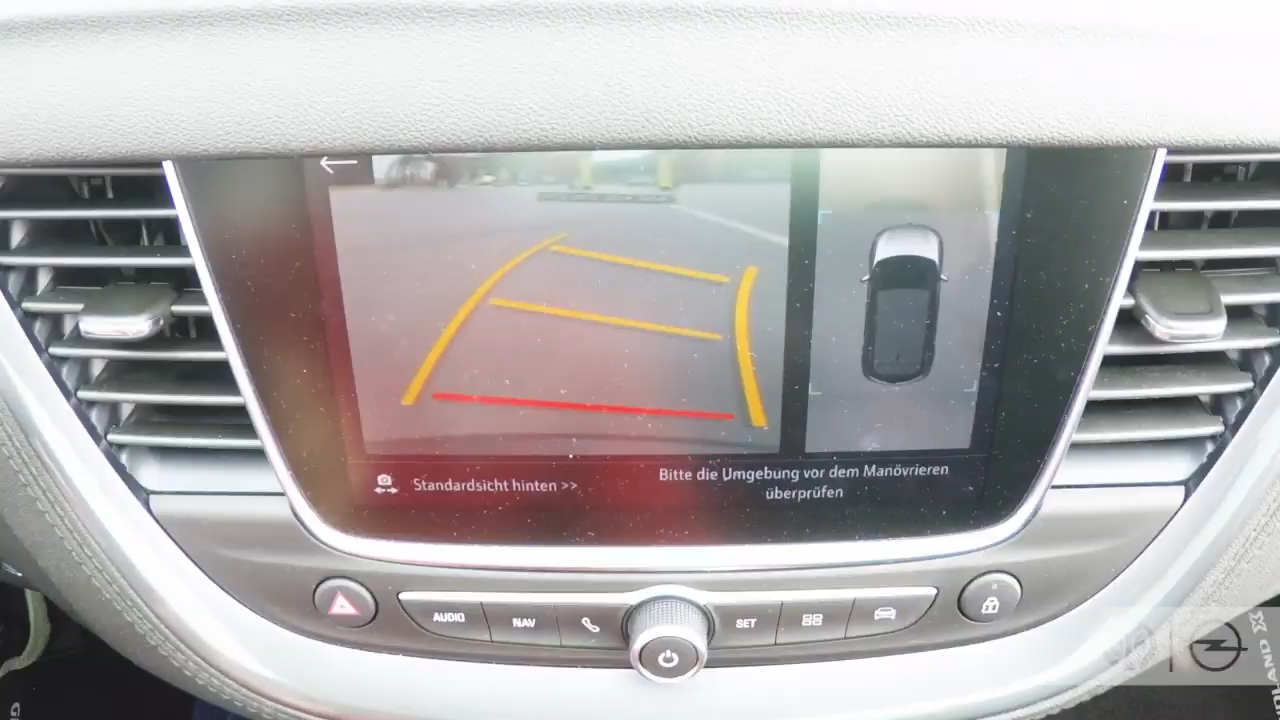 Standardsicht hinten >>
Bitte die Umgebung vor dem Manövrieren
überprüfen
AUDIO
NAV
SET